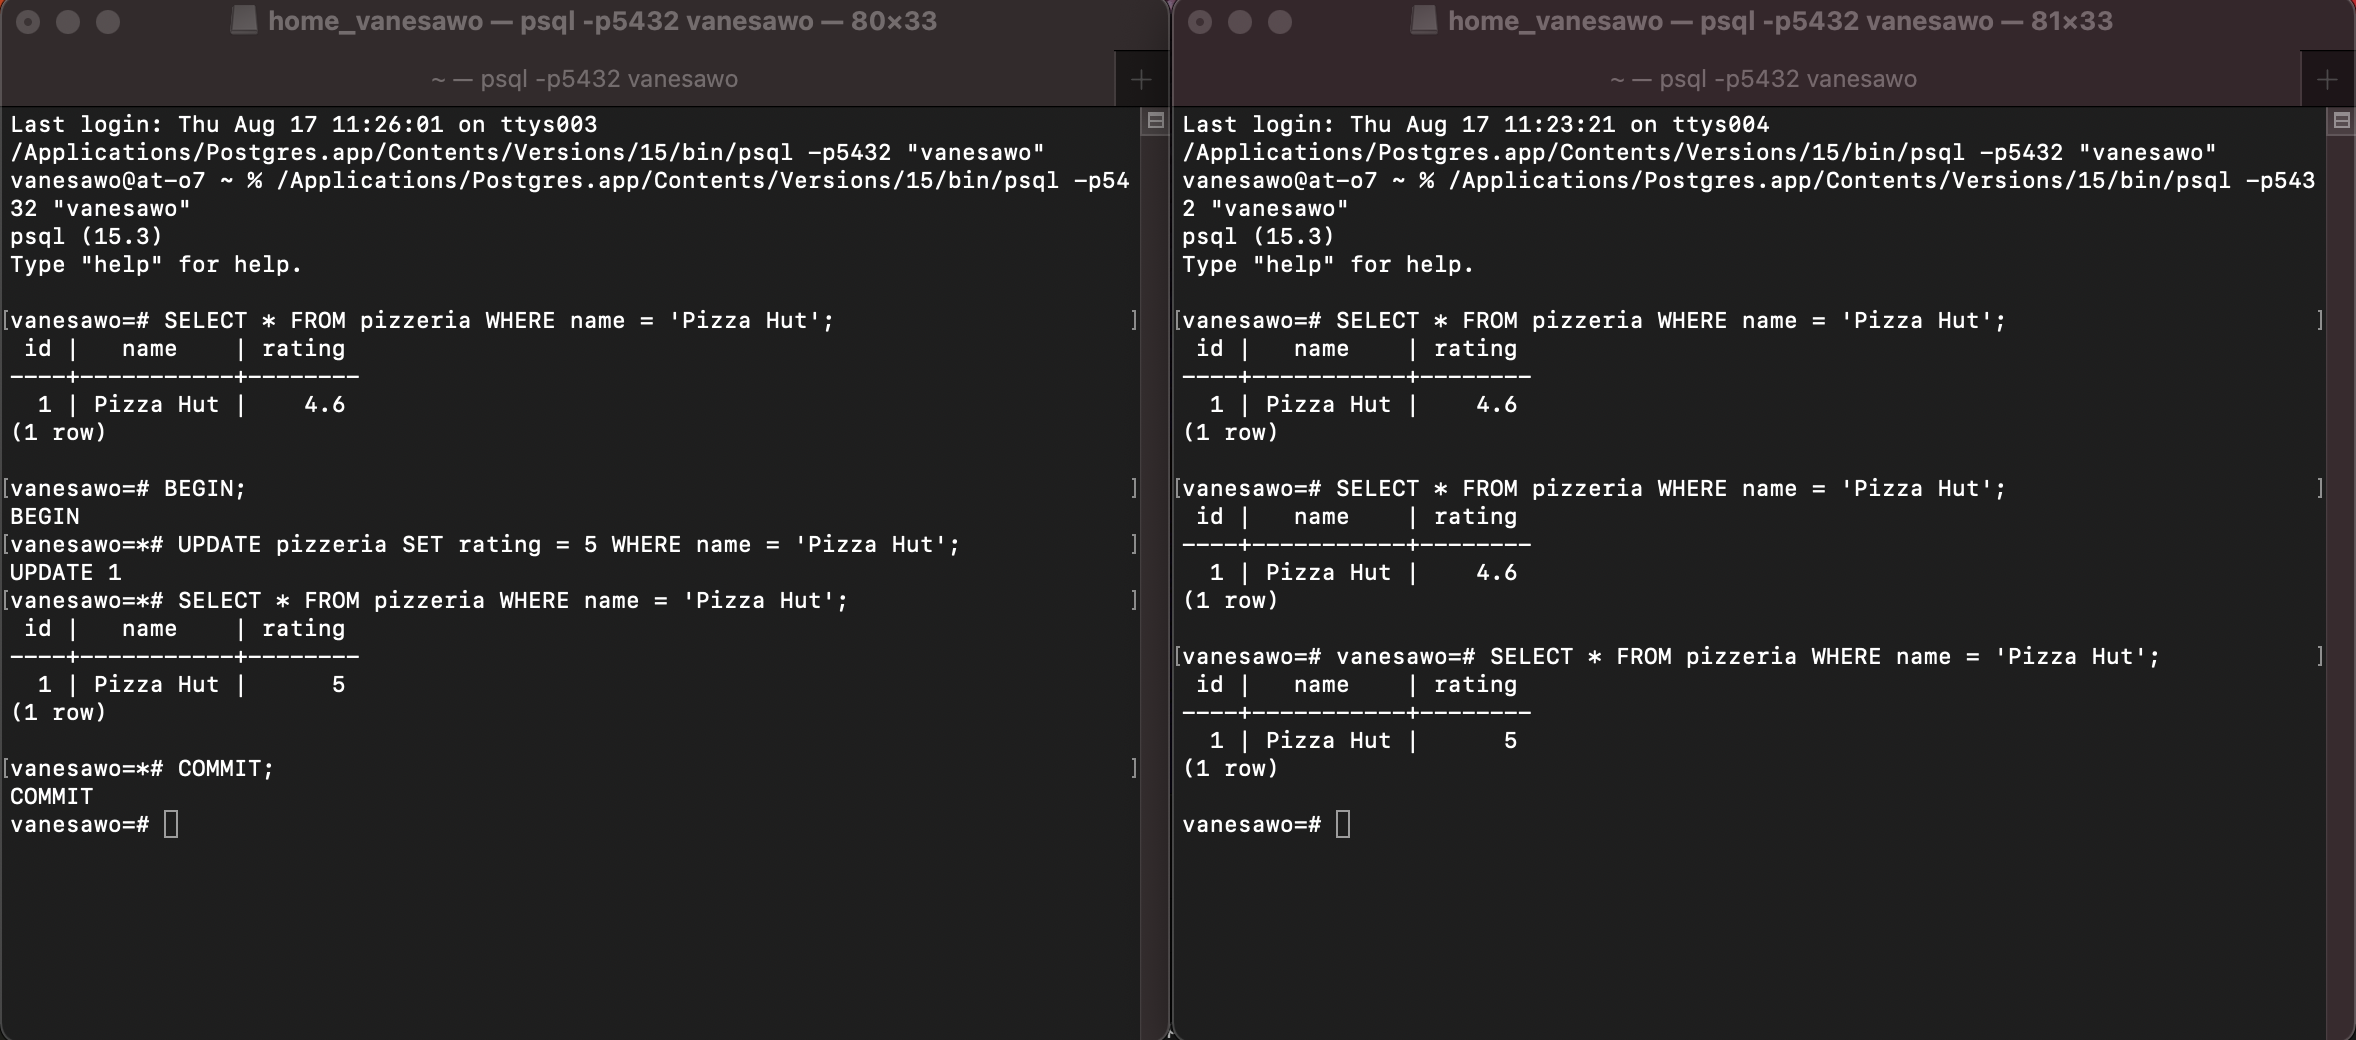 home_vanesawo — psql -p5432 vanesawo — 80×33
~ — psql -p5432 vanesawo
Last login: Thu Aug 17 11:26:01 on ttys003
/Applications/Postgres.app/Contents/Versions/15/bin/psql -p5432 "vanesawo"
vanesawo@at-o7 ~ % /Applications/Postgres.app/Contents/Versions/15/bin/psql -p54
32 "vanesawo"
psql (15.3)
Type "help" for help.
[vanesawo=# SELECT * FROM pizzeria WHERE name = 'Pizza Hut'; ]
 id |   name    | rating
----+-----------+--------
  1 | Pizza Hut |    4.6
(1 row)
[vanesawo=# BEGIN; ]
BEGIN
[vanesawo=*# UPDATE pizzeria SET rating = 5 WHERE name = 'Pizza Hut'; ]
UPDATE 1
[vanesawo=*# SELECT * FROM pizzeria WHERE name = 'Pizza Hut'; ]
 id |   name    | rating
----+-----------+--------
  1 | Pizza Hut |      5
(1 row)
[vanesawo=*# COMMIT; ]
COMMIT
vanesawo=#
home_vanesawo — psql -p5432 vanesawo — 81×33
~ — psql -p5432 vanesawo
Last login: Thu Aug 17 11:23:21 on ttys004
/Applications/Postgres.app/Contents/Versions/15/bin/psql -p5432 "vanesawo"
vanesawo@at-o7 ~ % /Applications/Postgres.app/Contents/Versions/15/bin/psql -p543
2 "vanesawo"
psql (15.3)
Type "help" for help.
[vanesawo=# SELECT * FROM pizzeria WHERE name = 'Pizza Hut'; ]
 id |   name    | rating
----+-----------+--------
  1 | Pizza Hut |    4.6
(1 row)
[vanesawo=# SELECT * FROM pizzeria WHERE name = 'Pizza Hut'; ]
 id |   name    | rating
----+-----------+--------
  1 | Pizza Hut |    4.6
(1 row)
[vanesawo=# vanesawo=# SELECT * FROM pizzeria WHERE name = 'Pizza Hut'; ]
 id |   name    | rating
----+-----------+--------
  1 | Pizza Hut |      5
(1 row)
vanesawo=#